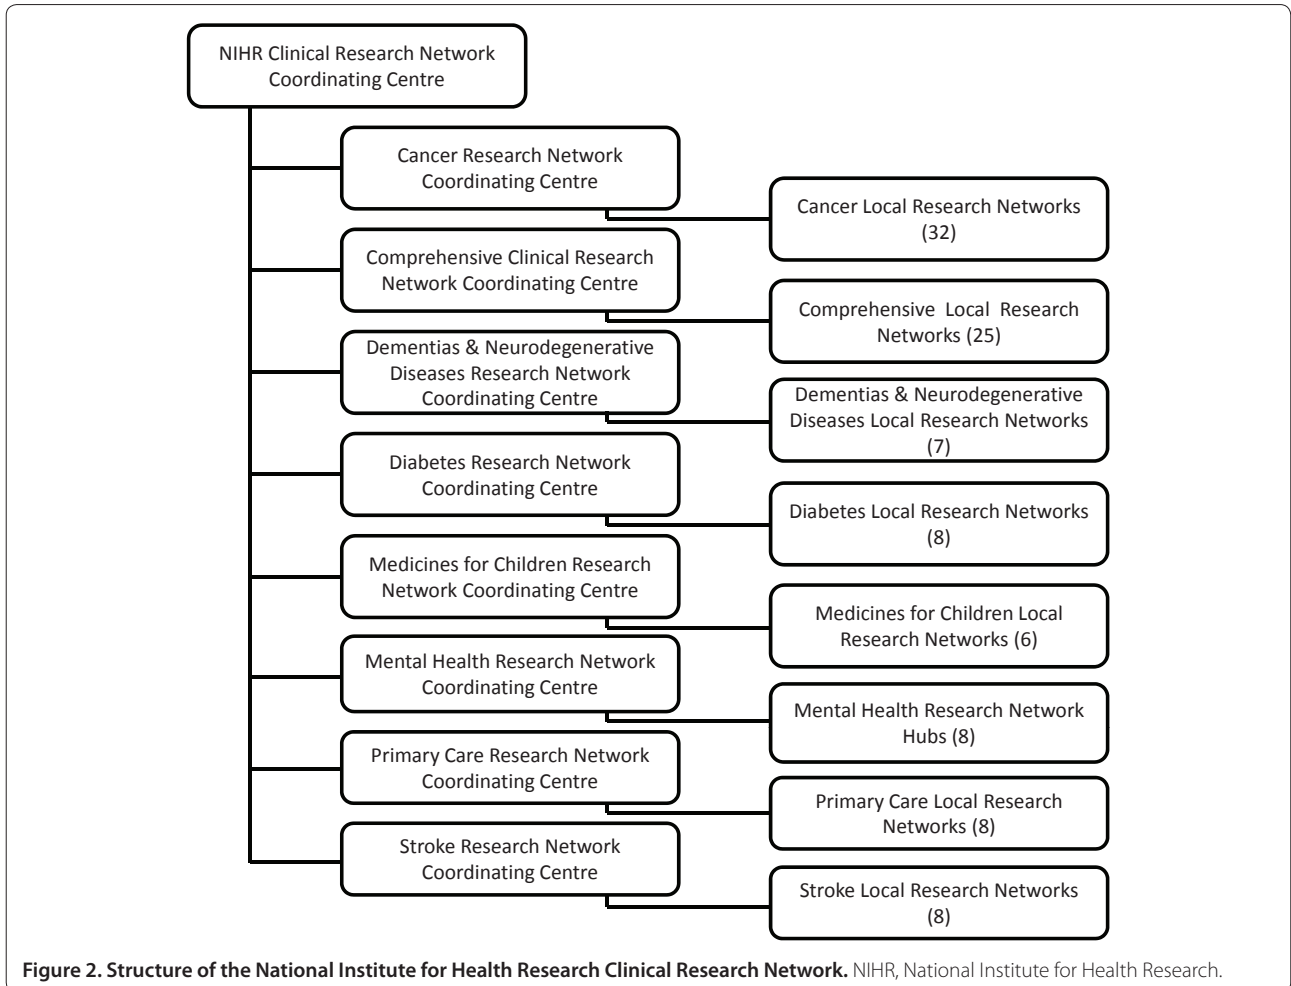 NIHR Clinical Research Network
Coordinating Centre
Cancer Research Network
Coordinating Centre
Cancer Local Research Networks
(32)
Comprehensive Clinical Research
Network Coordinating Centre
Comprehensive Local Research
Networks (25)
Dementias & Neurodegenerative
Diseases Research Network
Coordinating Centre
Dementias & Neurodegenerative
Diseases Local Research Networks
(7)
Diabetes Research Network
Coordinating Centre
Diabetes Local Research Networks
(8)
Medicines for Children Research
Network Coordinating Centre
Medicines for Children Local
Research Networks (6)
Mental Health Research Network
Coordinating Centre
Mental Health Research Network
Hubs (8)
Primary Care Research Network
Coordinating Centre
Primary Care Local Research
Networks (8)
Stroke Research Network
Coordinating Centre
Stroke Local Research Networks
(8)
Figure 2. Structure of the National Institute for Health Research Clinical Research Network. NIHR, National Institute for Health Research.